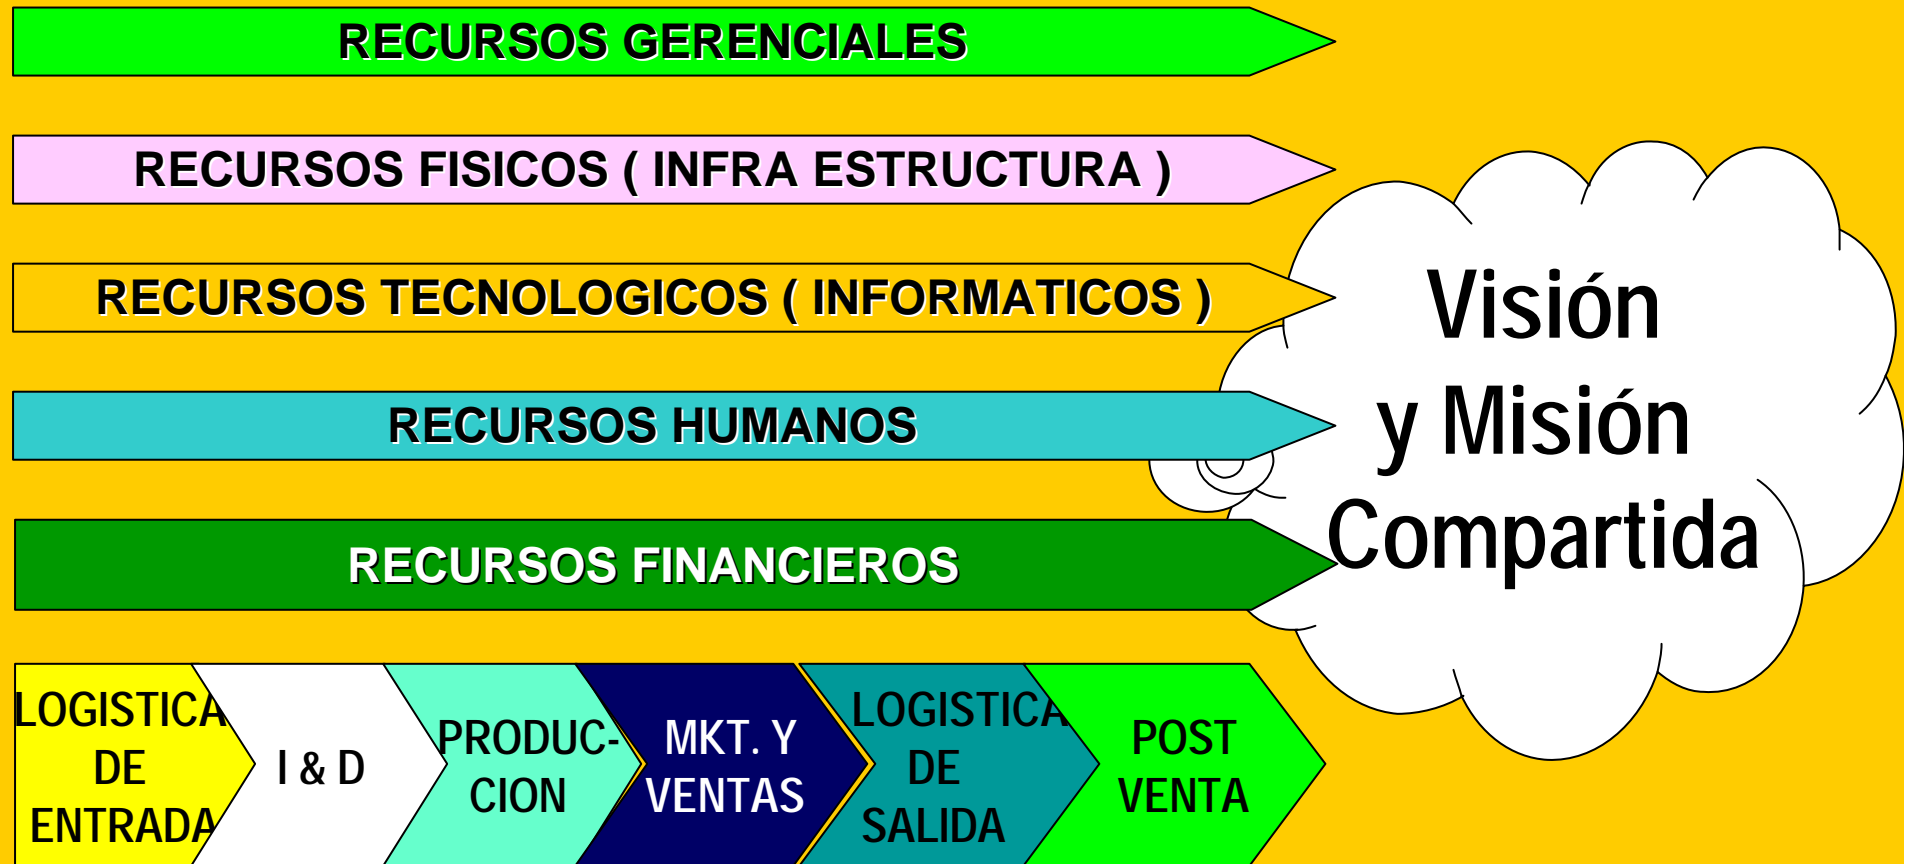 RECURSOS GERENCIALES
RECURSOS FISICOS ( INFRA ESTRUCTURA )
RECURSOS TECNOLOGICOS ( INFORMATICOS )
RECURSOS HUMANOS
RECURSOS FINANCIEROS
Visión
y Misión
Compartida
LOGISTICA
DE
ENTRADA
I & D
PRODUC-
CION
MKT. Y
VENTAS
LOGISTICA
DE
SALIDA
POST
VENTA